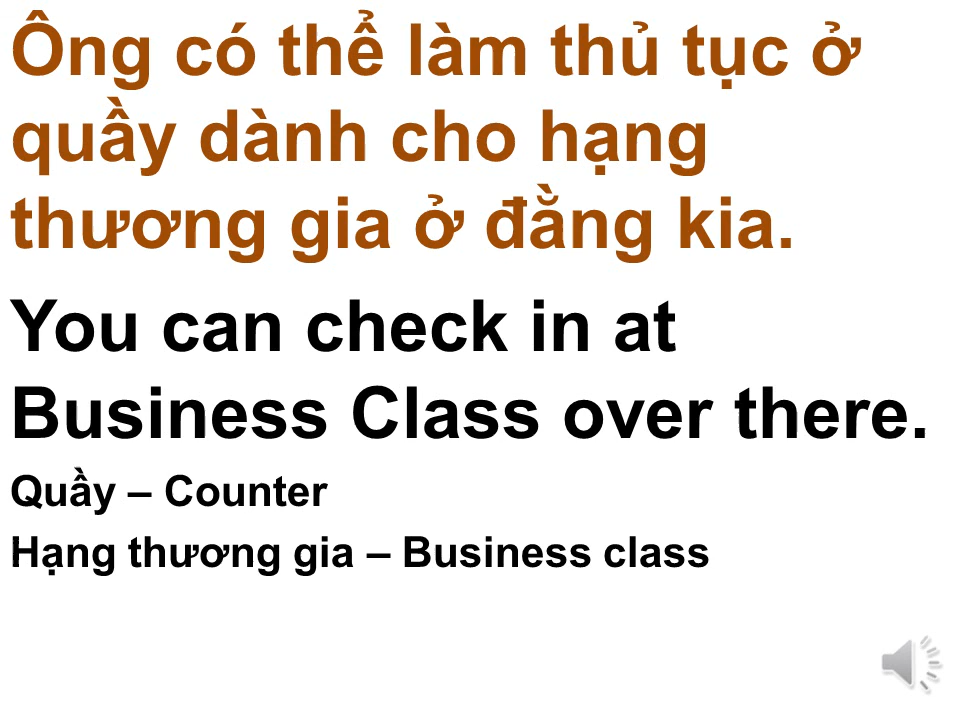 Ông có thể làm thủ tục ở
quầy dành cho hạng
thương gia ở đằng kia.
You can check in at
Business Class over there.
Quầy – Counter
Hạng thương gia – Business class